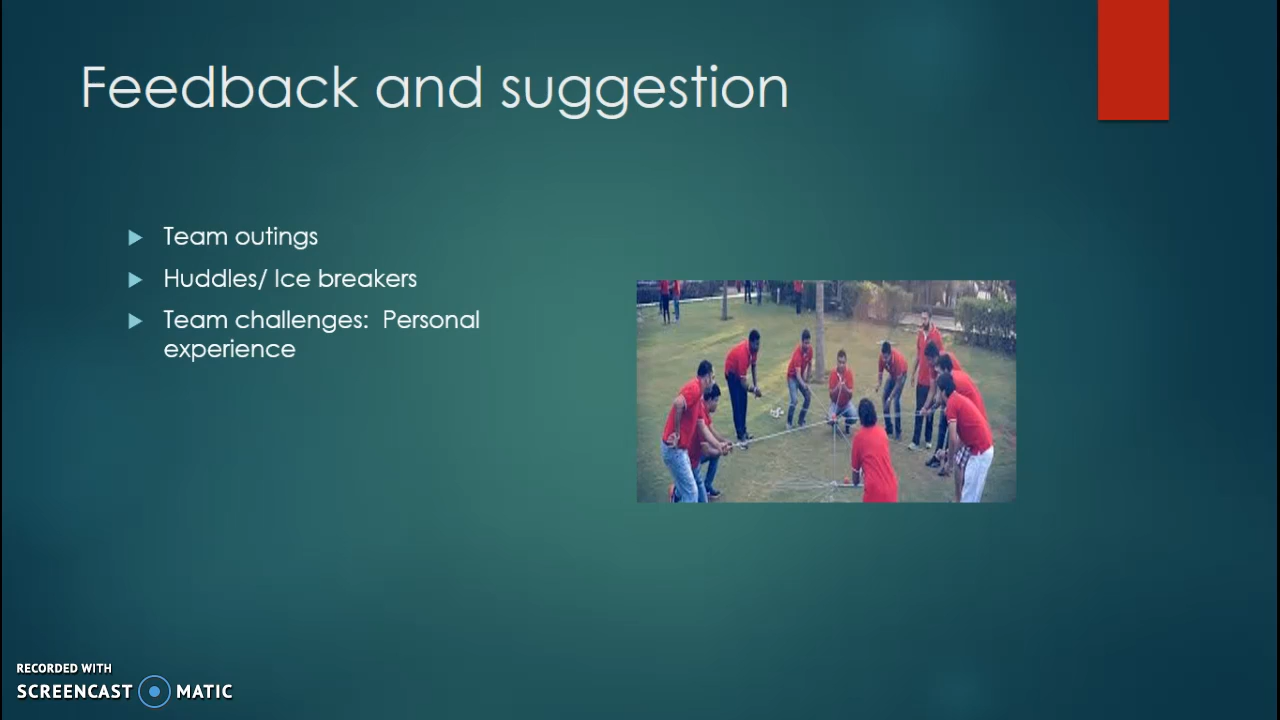 Feedback and suggestion
Team outings
Huddles/ Ice breakers
Team challenges:  Personal
experience
RECORDED WITH
SCREENCAST MATIC